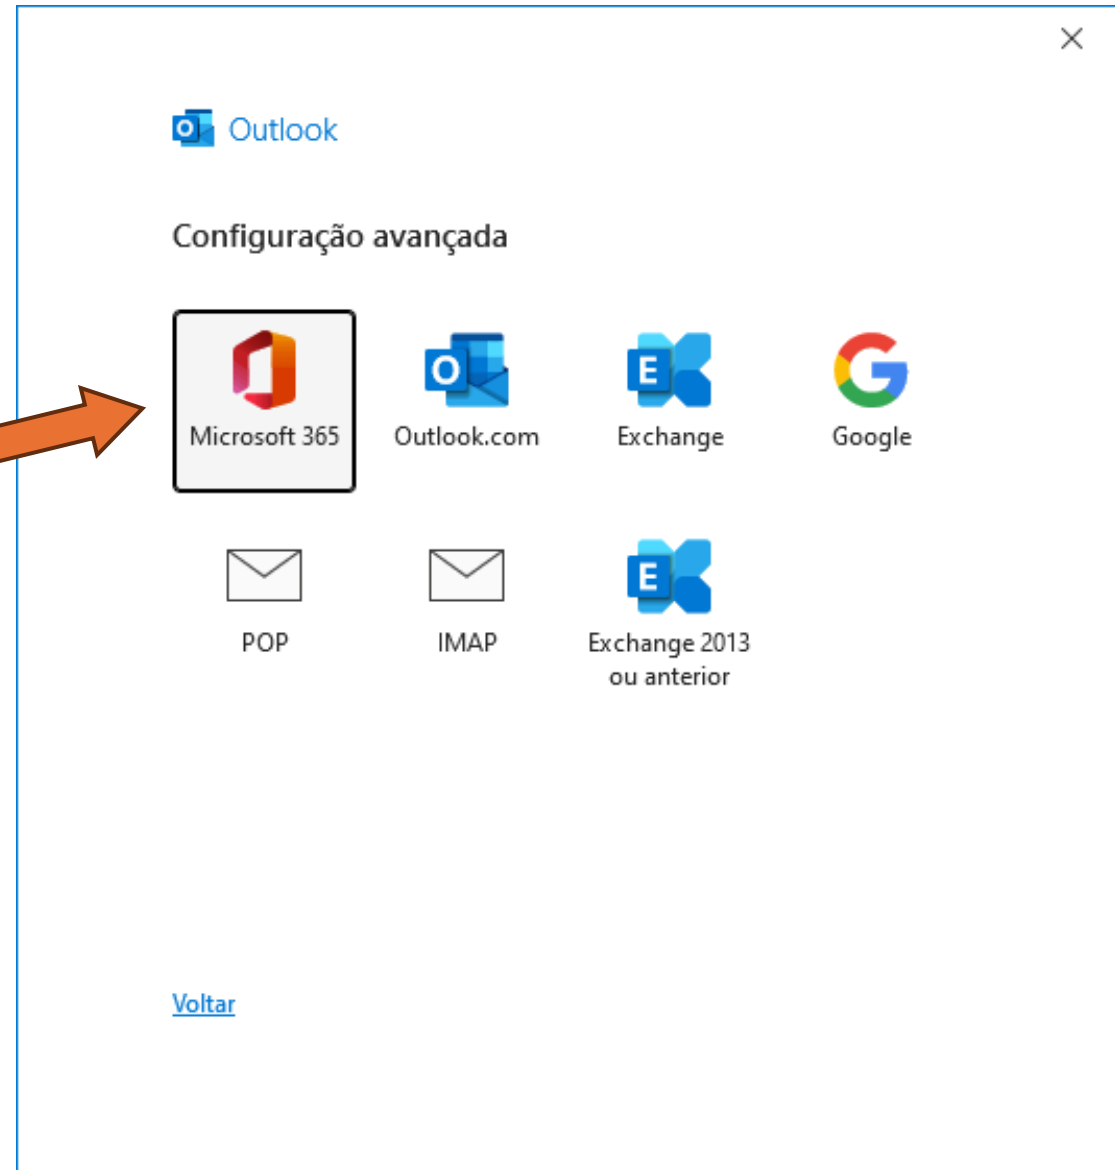 Outlook
Configuração avançada
Microsoft 365
Outlook.com
Exchange
Google
POP
IMAP
Exchange 2013
ou anterior
Voltar